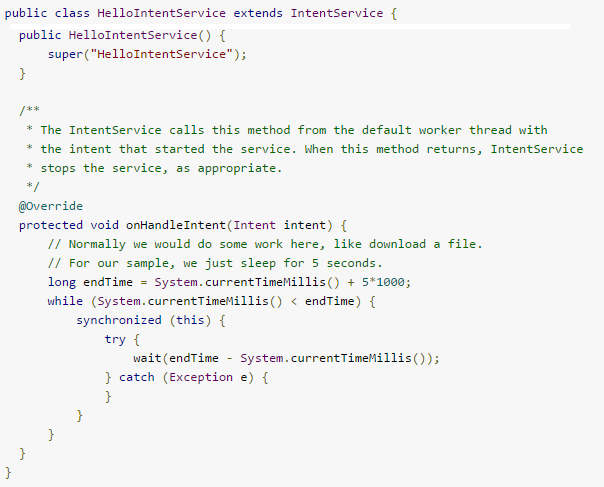 public class HelloIntentService extends IntentService {
  public HelloIntentService() {
      super("HelloIntentService");
  }

  /**
   * The IntentService calls this method from the default worker thread with
   * the intent that started the service. When this method returns, IntentService
   * stops the service, as appropriate.
   */
  @Override
  protected void onHandleIntent(Intent intent) {
      // Normally we would do some work here, like download a file.
      // For our sample, we just sleep for 5 seconds.
      long endTime = System.currentTimeMillis() + 5*1000;
      while (System.currentTimeMillis() < endTime) {
          synchronized (this) {
              try {
                  wait(endTime - System.currentTimeMillis());
              } catch (Exception e) {
              }
          }
      }
  }
}